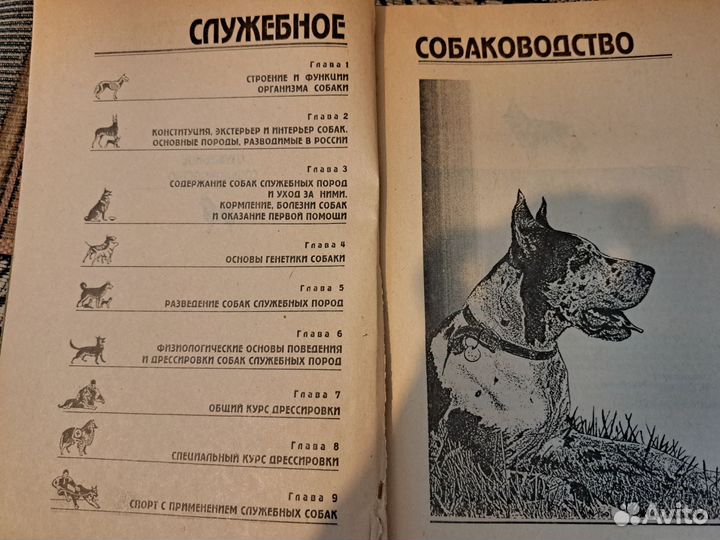 СЛУЖЕБНОЕ
Глава 1
СТРОЕНИЕ И ФУНКЦИИ
ОРГАНИЗМА СОБАКИ
Глава 2
КОНСТИТУЦИЯ, ЭКСТЕРЬЕР И ИНТЕРЬЕР СОБАК.
ОСНОВНЫЕ ПОРОДЫ, РАЗВОДИМЫЕ В РОССИИ
Глава 3
СОДЕРЖАНИЕ СОБАК СЛУЖЕБНЫХ ПОРОД
И УХОД ЗА НИМИ.
КОРМЛЕНИЕ, БОЛЕЗНИ СОБАК
И ОКАЗАНИЕ ПЕРВОЙ ПОМОЩИ
Глава 4
ОСНОВЫ ГЕНЕТИКИ СОБАКИ
Глава 5
РАЗВЕДЕНИЕ СОБАК СЛУЖЕБНЫХ ПОРОД
Глава 6
ФИЗИОЛОГИЧЕСКИЕ ОСНОВЫ ПОВЕДЕНИЯ
И ДРЕССИРОВКИ СОБАК СЛУЖЕБНЫХ ПОРОД
Глава 7
ОБЩИЙ КУРС ДРЕССИРОВКИ
Глава 8
СПЕЦИАЛЬНЫЙ КУРС ДРЕССИРОВКИ
Глава 9
СПОРТ С ПРИМЕНЕНИЕМ СЛУЖЕБНЫХ СОБАК
СОБАКОВОДСТВО
Avito